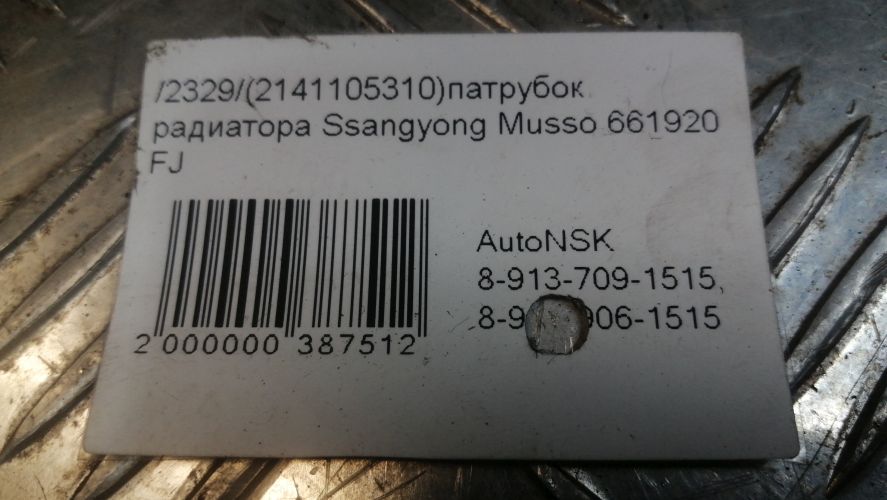 /2329/(2141105310)патрубок
радиатора Ssangyong Musso 661920
FJ
AutoNSK
8-913-709-1515,
2 000000 387512